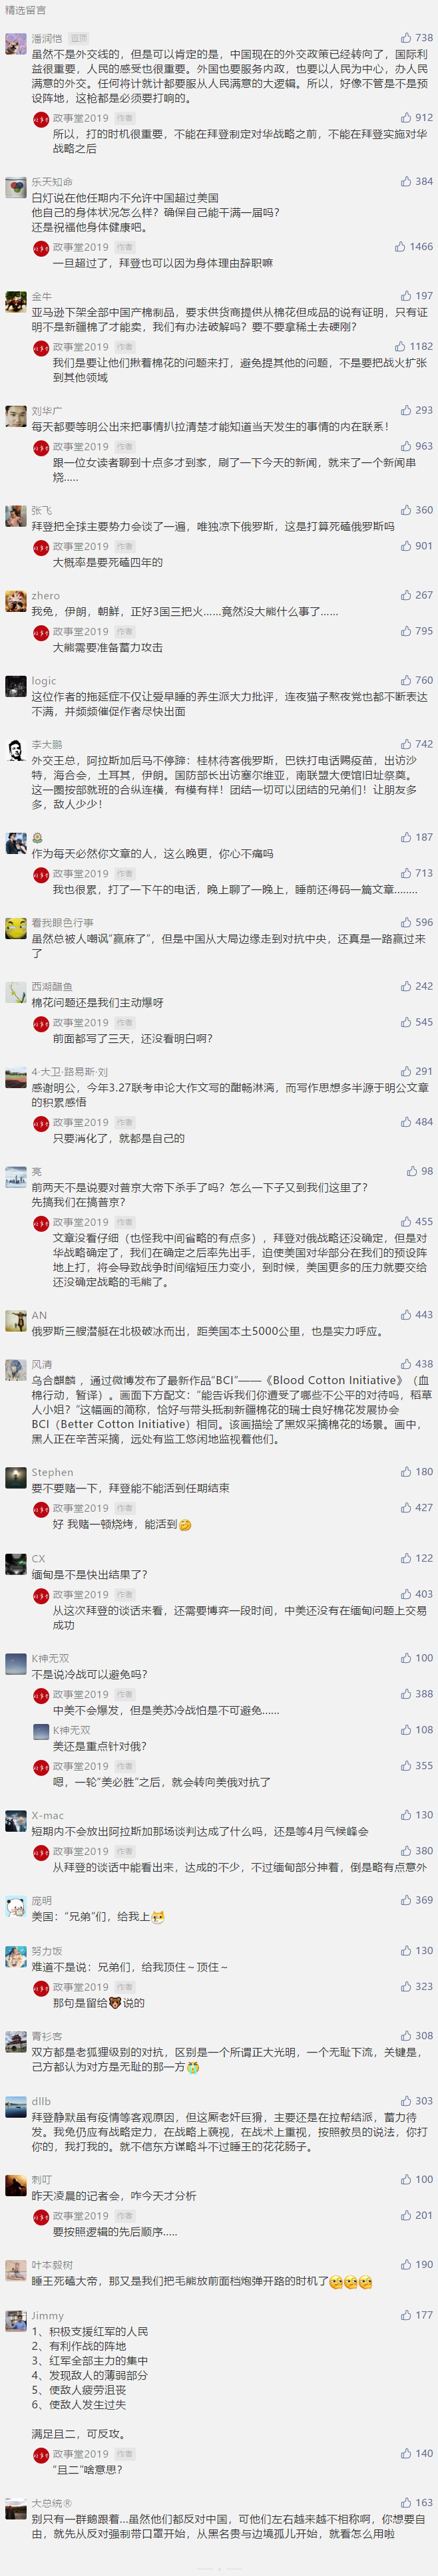 精选留言
潘润恺 置顶 738
虽然不是外交线的，但是可以肯定的是，中国现在的外交政策已经转向了，国际利
益很重要，人民的感受也很重要。外国也要服务内政，也要以人民为中心，办人民
满意的外交。任何将计就计都要服从人民满意的大逻辑。所以，好像不管是不是预
设阵地，这枪都是必须要打响的。
政事堂2019 作者 912
所以，打的时机很重要，不能在拜登制定对华战略之前，不能在拜登实施对华
战略之后
乐天知命 384
白灯说在他任期内不允许中国超过美国
他自己的身体状况怎么样？确保自己能干满一届吗？
还是祝福他身体健康吧。
政事堂2019 作者 1466
一旦超过了，拜登也可以因为身体理由辞职嘛
金牛 197
亚马逊下架全部中国产棉制品，要求供货商提供从棉花但成品的说有证明，只有证
明不是新疆棉了才能卖，我们有办法破解吗？要不要拿稀土去硬刚？
政事堂2019 作者 1182
我们是要让他们揪着棉花的问题来打，避免提其他的问题，不是要把战火扩张
到其他领域
刘华广 293
每天都要等明公出来把事情扒拉清楚才能知道当天发生的事情的内在联系！
政事堂2019 作者 963
跟一位女读者聊到十点多才到家，刷了一下今天的新闻，就来了一个新闻串
烧.....
张飞 360
拜登把全球主要势力会谈了一遍，唯独凉下俄罗斯，这是打算死磕俄罗斯吗
政事堂2019 作者 901
大概率是要死磕四年的
zhero 267
我兔，伊朗，朝鲜，正好3国三把火……竟然没大熊什么事了……
政事堂2019 作者 795
大熊需要准备蓄力攻击
logic 760
这位作者的拖延症不仅让爱早睡的养生派大力批评，连夜猫子熬夜党也都不断表达
不满，并频频催促作者尽快出面
李大鹏 742
外交王总，阿拉斯加后马不停蹄：桂林待客俄罗斯，巴铁打电话赐疫苗，出访沙
特，海合会，土耳其，伊朗。国防部长出访塞尔维亚，南联盟大使馆旧址祭奠。
这一圈按部就班的合纵连横，有模有样！团结一切可以团结的兄弟们！让朋友多
多，敌人少少！
187
作为每天必然你文章的人，这么晚更，你心不痛吗
政事堂2019 作者 713
我也很累，打了一下午的电话，晚上聊了一晚上，睡前还得码一篇文章........
看我眼色行事 596
虽然总被人嘲讽“赢麻了”，但是中国从大局边缘走到对抗中央，还真是一路赢过来
了
西湖醋鱼 242
棉花问题还是我们主动爆呀
政事堂2019 作者 545
前面都写了三天，还没看明白啊？
4·大卫·路易斯·刘 291
感谢明公，今年3.27联考申论大作文写的酣畅淋漓，而写作思想多半源于明公文章
的积累感悟
政事堂2019 作者 484
只要消化了，就都是自己的
亮 98
前两天不是说要对普京大帝下杀手了吗？怎么一下子又到我们这里了？
先搞我们在搞普京？
政事堂2019 作者 455
文章没看仔细（也怪我中间省略的有点多），拜登对俄战略还没确定，但是对
华战略确定了，我们在确定之后率先出手，迫使美国对华部分在我们的预设阵
地上打，将会导致战争时间缩短压力变小，到时候，美国更多的压力就要交给
还没确定战略的毛熊了。
AN 443
俄罗斯三艘潜艇在北极破冰而出，距美国本土5000公里，也是实力呼应。
风清 438
乌合麒麟 ，通过微博发布了最新作品“BCI”——《Blood Cotton Initiative》（血
棉行动，暂译）。画面下方配文：“能告诉我们你遭受了哪些不公平的对待吗，稻草
人小姐？”这幅画的简称，恰好与带头抵制新疆棉花的瑞士良好棉花发展协会
BCI（Better Cotton Initiative）相同。该画描绘了黑奴采摘棉花的场景。画中，
黑人正在辛苦采摘，远处有监工悠闲地监视着他们。
Stephen 180
要不要赌一下，拜登能不能活到任期结束
政事堂2019 作者 427
好 我赌一顿烧烤，能活到
CX 122
缅甸是不是快出结果了？
政事堂2019 作者 403
从这次拜登的谈话来看，还需要博弈一段时间，中美还没有在缅甸问题上交易
成功
K神无双 100
不是说冷战可以避免吗？
政事堂2019 作者 388
中美不会爆发，但是美苏冷战怕是不可避免......
K神无双 108
美还是重点针对俄？
政事堂2019 作者 355
嗯，一轮“美必胜”之后，就会转向美俄对抗了
X-mac 130
短期内不会放出阿拉斯加那场谈判达成了什么吗，还是等4月气候峰会
政事堂2019 作者 380
从拜登的谈话中能看出来，达成的不少，不过缅甸部分抻着，倒是略有点意外
庞明 369
美国：“兄弟”们，给我上
努力饭 130
难道不是说：兄弟们，给我顶住～顶住～
政事堂2019 作者 323
那句是留给🐻说的
青衫客 308
双方都是老狐狸级别的对抗，区别是一个所谓正大光明，一个无耻下流，关键是，
己方都认为对方是无耻的那一方
dllb 303
拜登静默虽有疫情等客观原因，但这厮老奸巨猾，主要还是在拉帮结派，蓄力待
发。我兔仍应有战略定力，在战略上藐视，在战术上重视，按照教员的说法，你打
你的，我打我的。就不信东方谋略斗不过睡王的花花肠子。
刺叮 100
昨天凌晨的记者会，咋今天才分析
政事堂2019 作者 201
要按照逻辑的先后顺序.....
叶本毅树 190
睡王死磕大帝，那又是我们把毛熊放前面档炮弹开路的时机了
Jimmy 177
1、积极支援红军的人民
2、有利作战的阵地
3、红军全部主力的集中
4、发现敌人的薄弱部分
5、使敌人疲劳沮丧
6、使敌人发生过失
满足且二，可反攻。
政事堂2019 作者 140
“且二”啥意思？
大总统® 163
别只有一群鹅跟着...虽然他们都反对中国，可他们左右越来越不相称啊，你想要自
由，就先从反对强制带口罩开始，从黑名贵与边境孤儿开始，就看怎么用啦